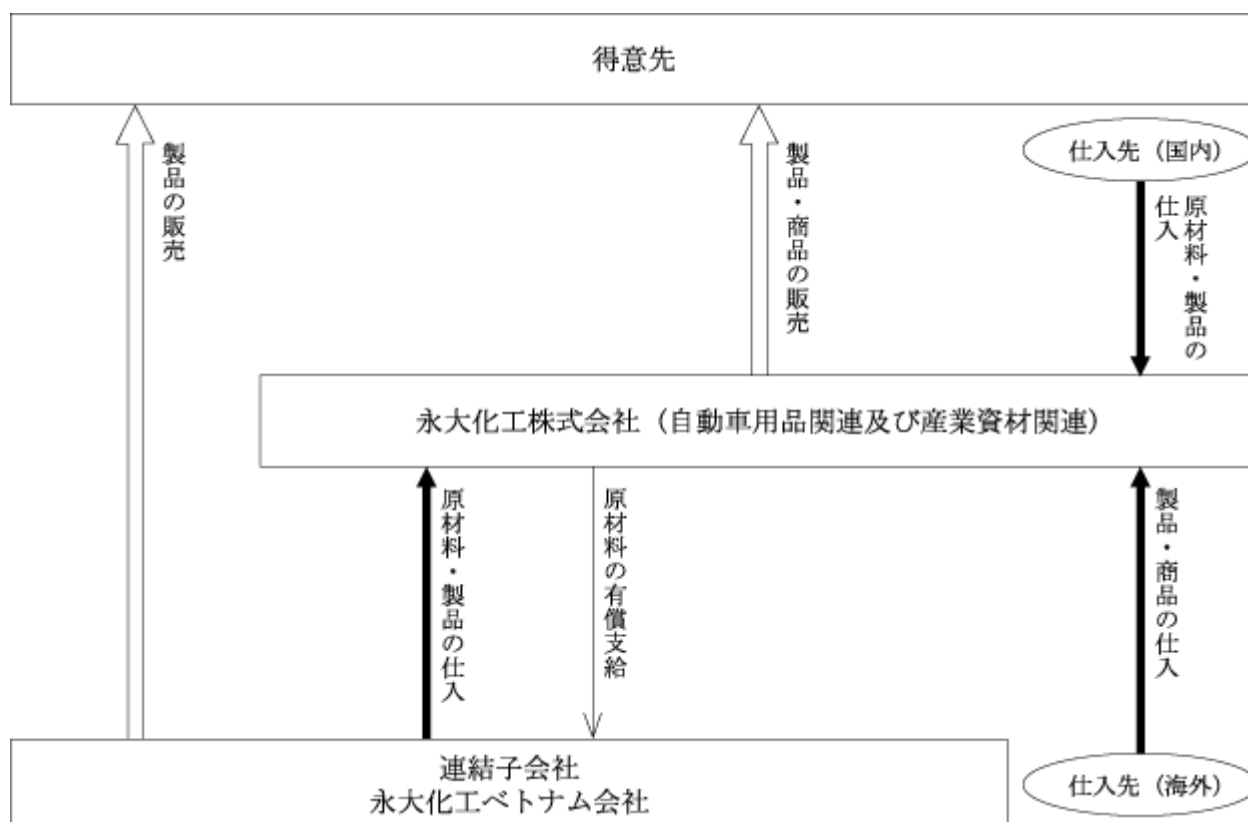 得意先
製品の販売
製品・商品の販売
仕入先（国内）
原材料・製品の
仕入
永大化工株式会社（自動車用品関連及び産業資材関連）
原材料・製品の仕入
原材料の有償支給
製品・商品の仕入
連結子会社
永大化工ベトナム会社
仕入先（海外）